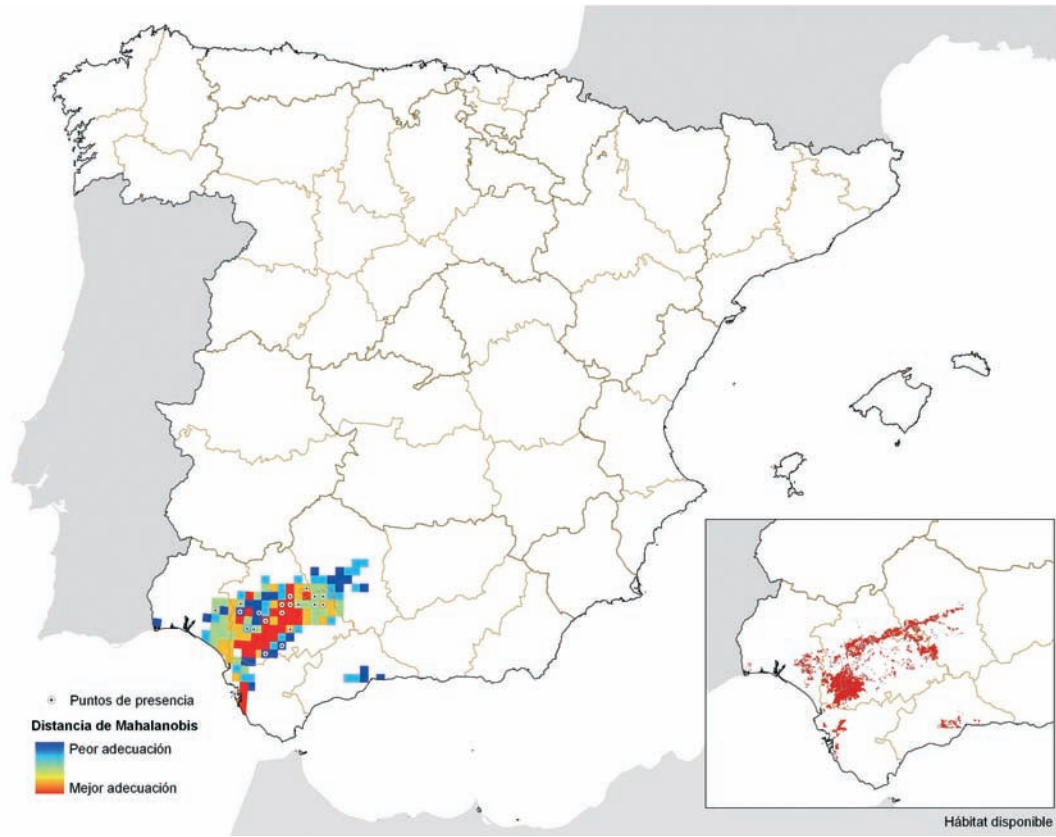 Puntos de presencia
Distancia de Mahalanobis
Peor adecuación
Mejor adecuación
Hábitat disponible